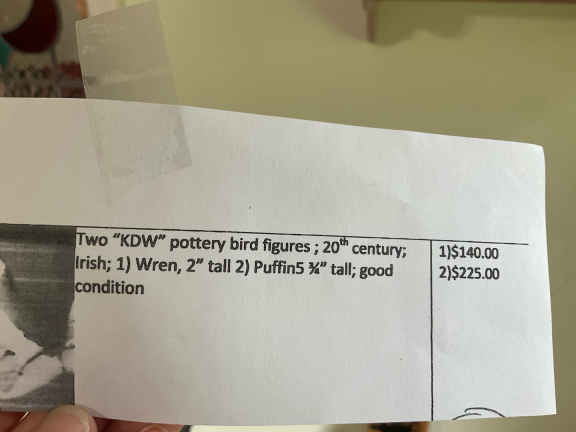 Two “KDW” pottery bird figures ; 20th century;
Irish; 1) Wren, 2” tall 2) Puffin5 ¾” tall; good
condition
1)$140.00
2)$225.00